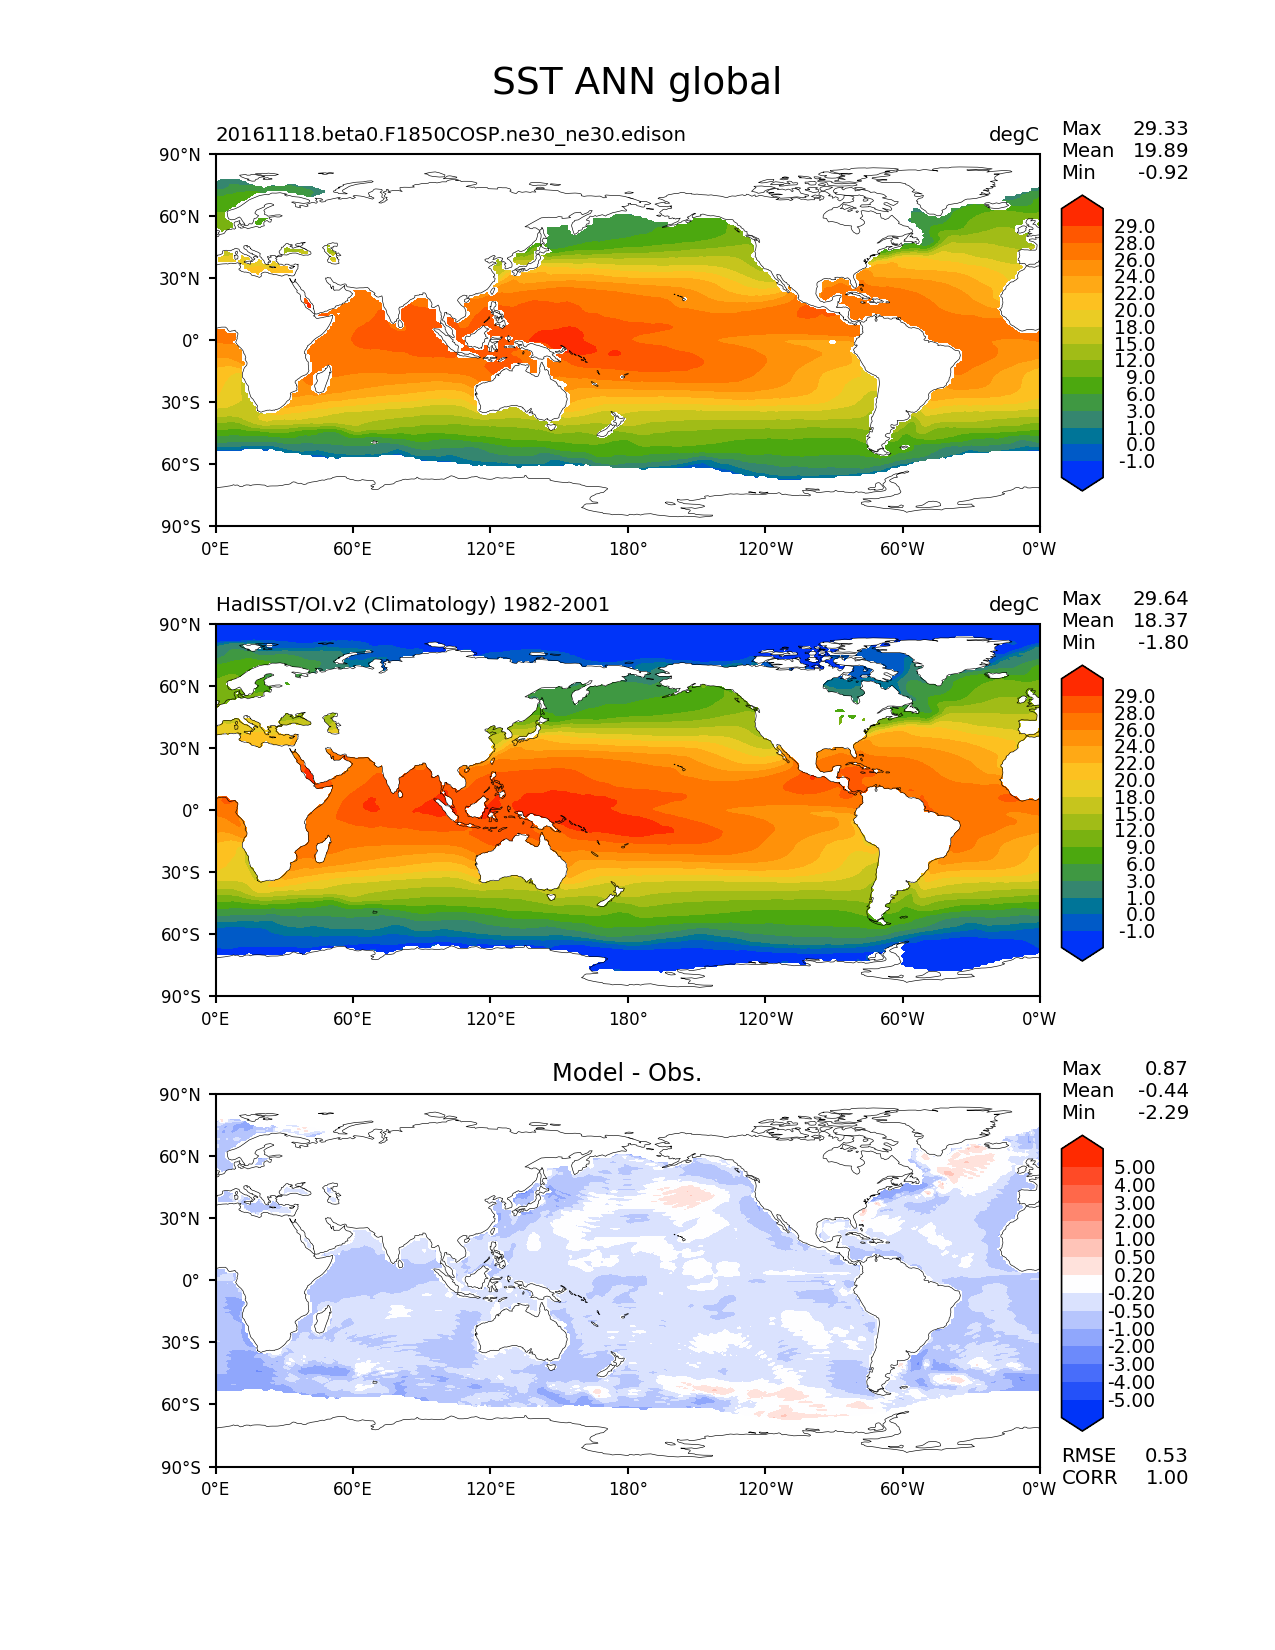 SST ANN global
20161118.beta0.F1850COSP.ne30_ne30.edison degC
Max 29.33
Mean 19.89
Min -0.92
90°N
60°N
30°N
0°
30°S
60°S
90°S
0°E 60°E 120°E 180° 120°W 60°W 0°W
29.0
28.0
26.0
24.0
22.0
20.0
18.0
15.0
12.0
9.0
6.0
3.0
1.0
0.0
-1.0
HadISST/OI.v2 (Climatology) 1982-2001 degC
Max 29.64
Mean 18.37
Min -1.80
90°N
60°N
30°N
0°
30°S
60°S
90°S
0°E 60°E 120°E 180° 120°W 60°W 0°W
29.0
28.0
26.0
24.0
22.0
20.0
18.0
15.0
12.0
9.0
6.0
3.0
1.0
0.0
-1.0
Model - Obs.
Max 0.87
Mean -0.44
Min -2.29
90°N
60°N
30°N
0°
30°S
60°S
90°S
0°E 60°E 120°E 180° 120°W 60°W 0°W
5.00
4.00
3.00
2.00
1.00
0.50
0.20
-0.20
-0.50
-1.00
-2.00
-3.00
-4.00
-5.00
RMSE 0.53
CORR 1.00